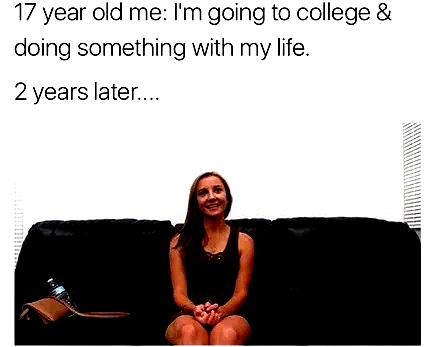 17 year old me: I'm going to college &
doing something with my life.
2 years later....